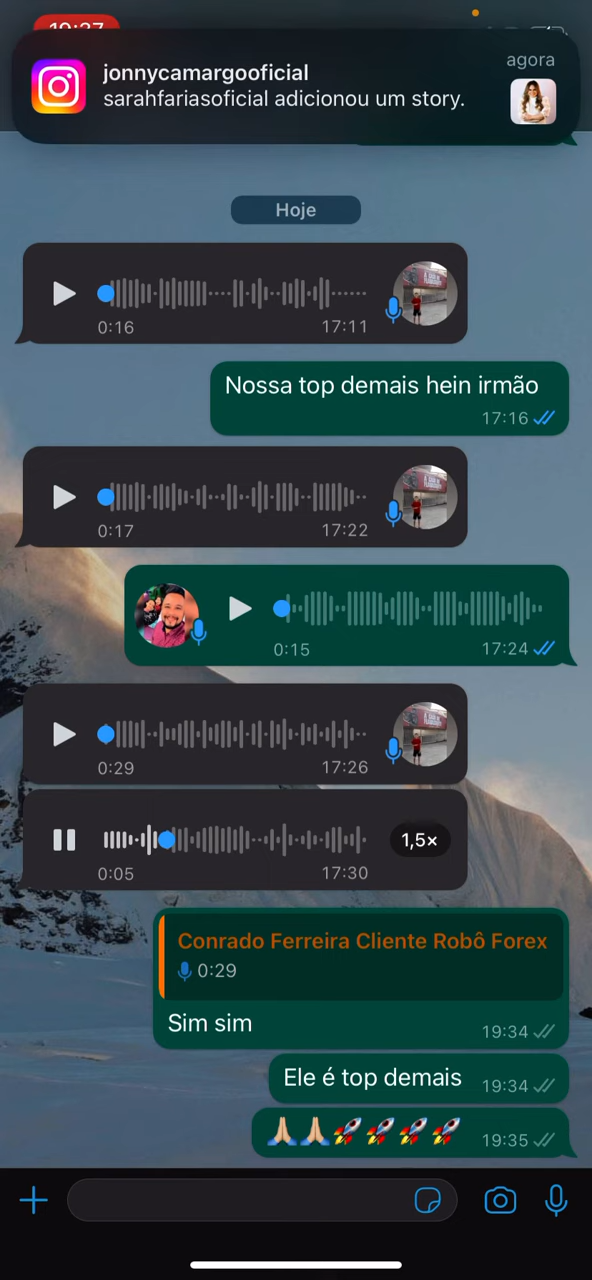 19:37
jonnycamargooficial
agora
sarahfariasoficial adicionou um story.
Hoje
0:16
17:11
Nossa top demais hein irmão
17:16
0:17
17:22
0:15
17:24
0:29
17:26
1,5×
0:05
17:30
Conrado Ferreira Cliente Robô Forex
0:29
Sim sim
19:34
Ele é top demais
19:34
🙏🏼🙏🏼🚀🚀🚀🚀
19:35